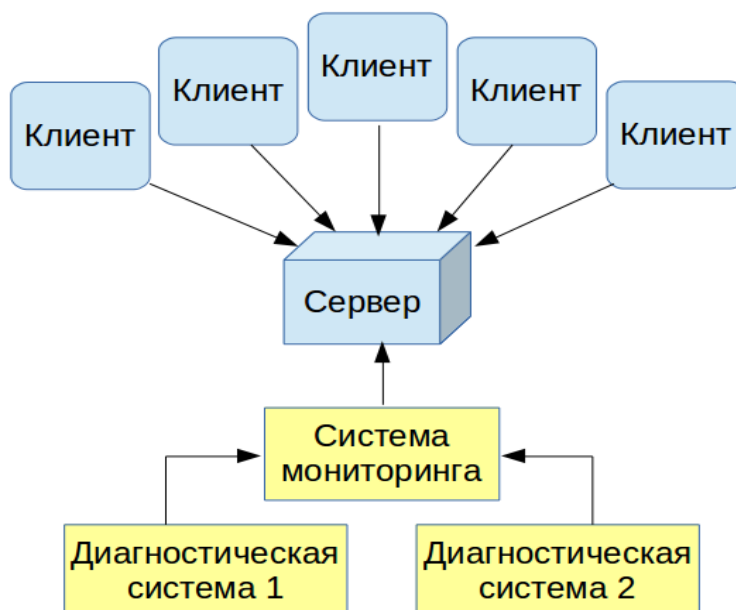 Клиент
Клиент
Клиент
Клиент
Клиент
Сервер
Система
мониторинга
Диагностическая
система 1
Диагностическая
система 2